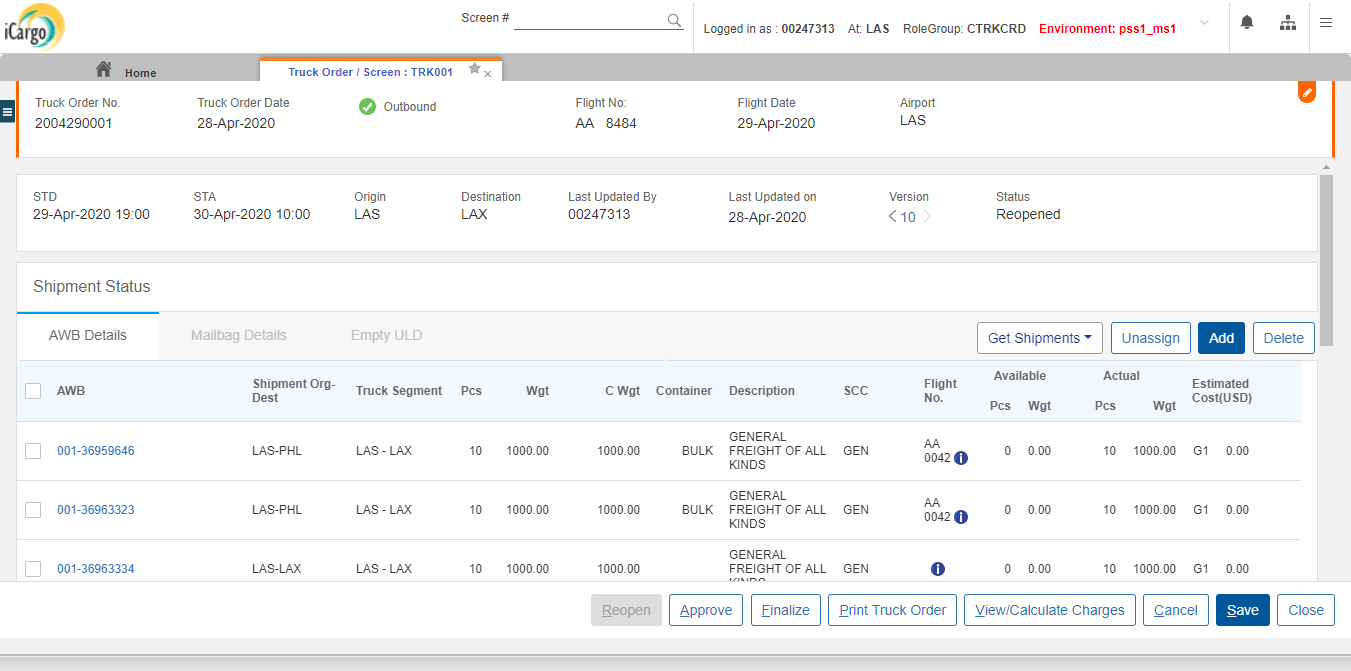 iCargo
Screen #
Logged in as : 00247313 At: LAS RoleGroup: CTRKCRD Environment: pss1_ms1
Home
Truck Order / Screen : TRK001
Truck Order No. Truck Order Date Outbound Flight No: Flight Date Airport
2004290001 28-Apr-2020 AA 8484 29-Apr-2020 LAS
STD STA Origin Destination Last Updated By Last Updated on Version Status
29-Apr-2020 19:00 30-Apr-2020 10:00 LAS LAX 00247313 28-Apr-2020 < 10 > Reopened
Shipment Status
AWB Details Mailbag Details Empty ULD Get Shipments Unassign Add Delete
AWB Shipment Org-Dest Truck Segment Pcs Wgt C Wgt Container Description SCC Flight No. Available Pcs Wgt Actual Pcs Wgt Estimated Cost(USD)
001-36959646 LAS-PHL LAS - LAX 10 1000.00 1000.00 BULK GENERAL FREIGHT OF ALL KINDS GEN AA 0042 i 0 0.00 10 1000.00 G1 0.00
001-36963323 LAS-PHL LAS - LAX 10 1000.00 1000.00 BULK GENERAL FREIGHT OF ALL KINDS GEN AA 0042 i 0 0.00 10 1000.00 G1 0.00
001-36963334 LAS-LAX LAS - LAX 10 1000.00 1000.00 GENERAL FREIGHT OF ALL KINDS GEN i 0 0.00 10 1000.00 G1 0.00
Reopen Approve Finalize Print Truck Order View/Calculate Charges Cancel Save Close